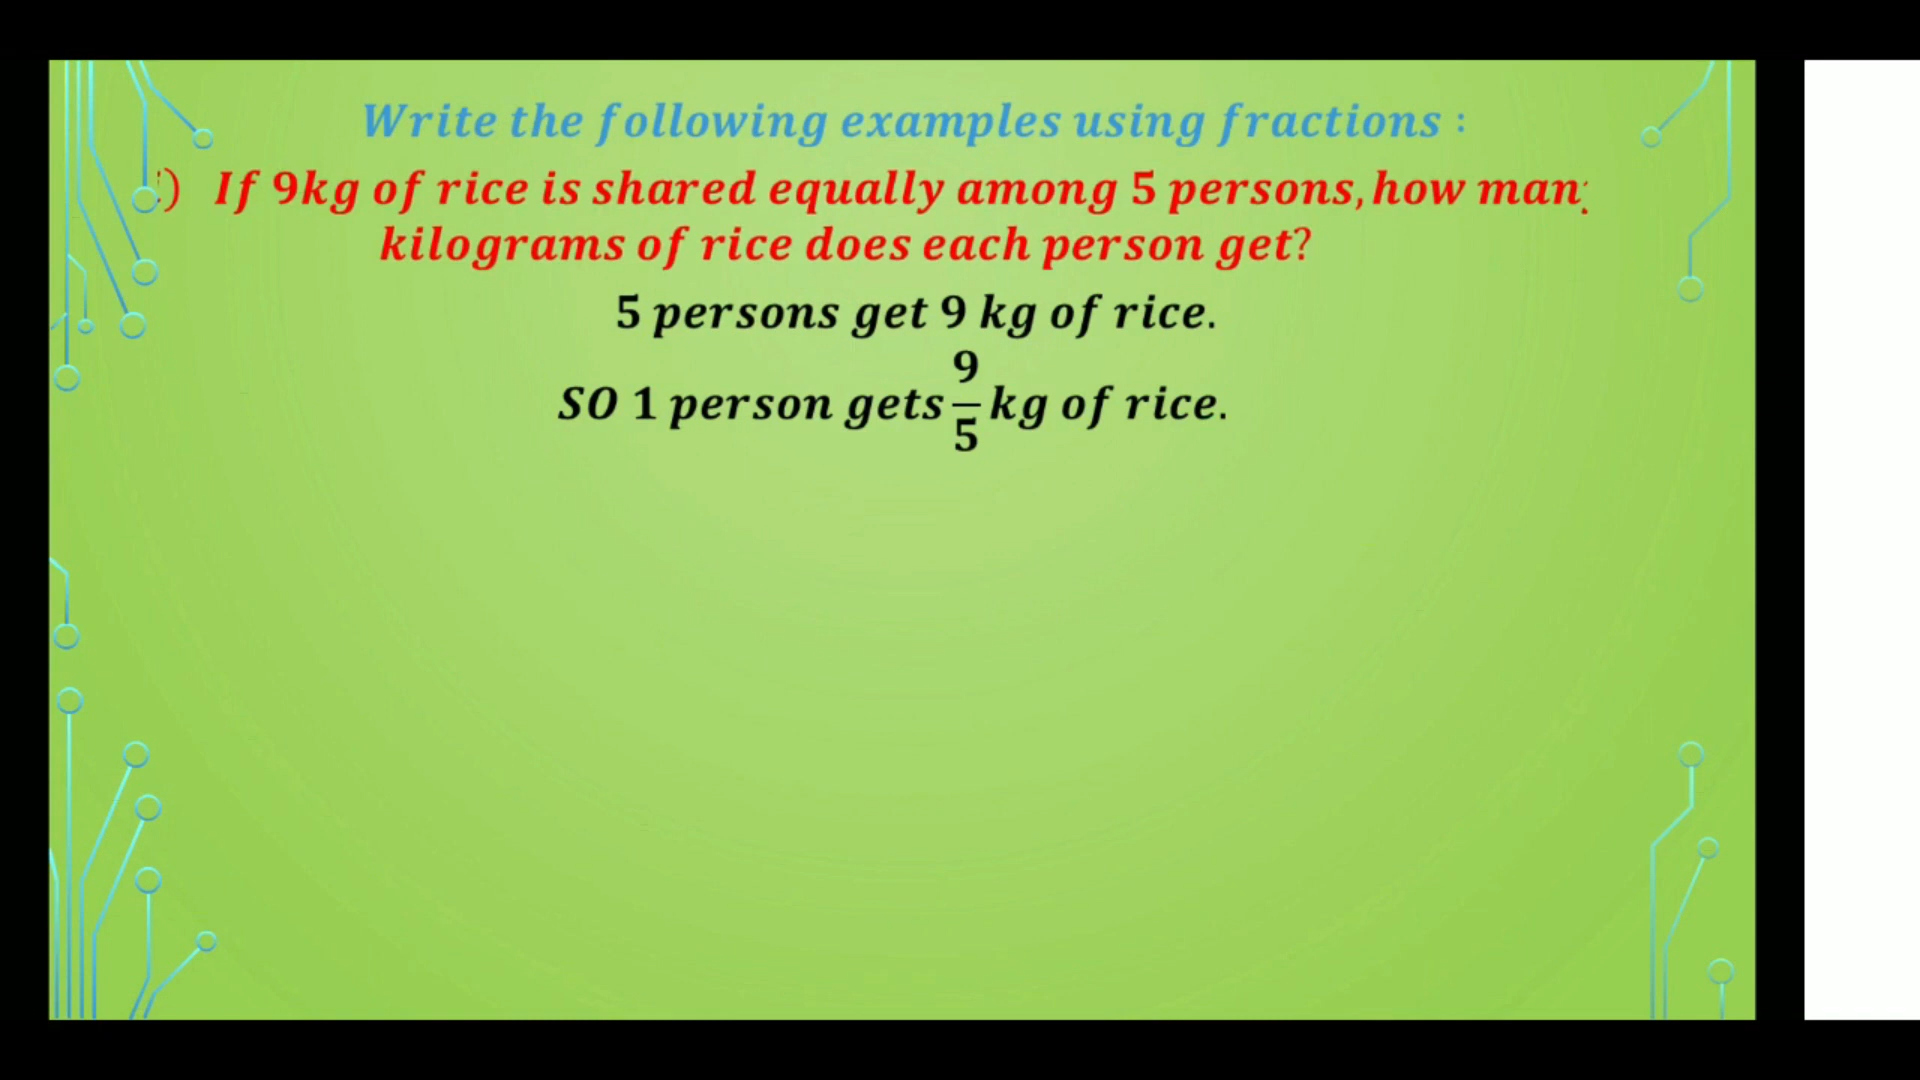 Write the following examples using fractions :
) If 9kg of rice is shared equally among 5 persons, how man
kilograms of rice does each person get?
5 persons get 9 kg of rice.
SO 1 person gets 9/5 kg of rice.